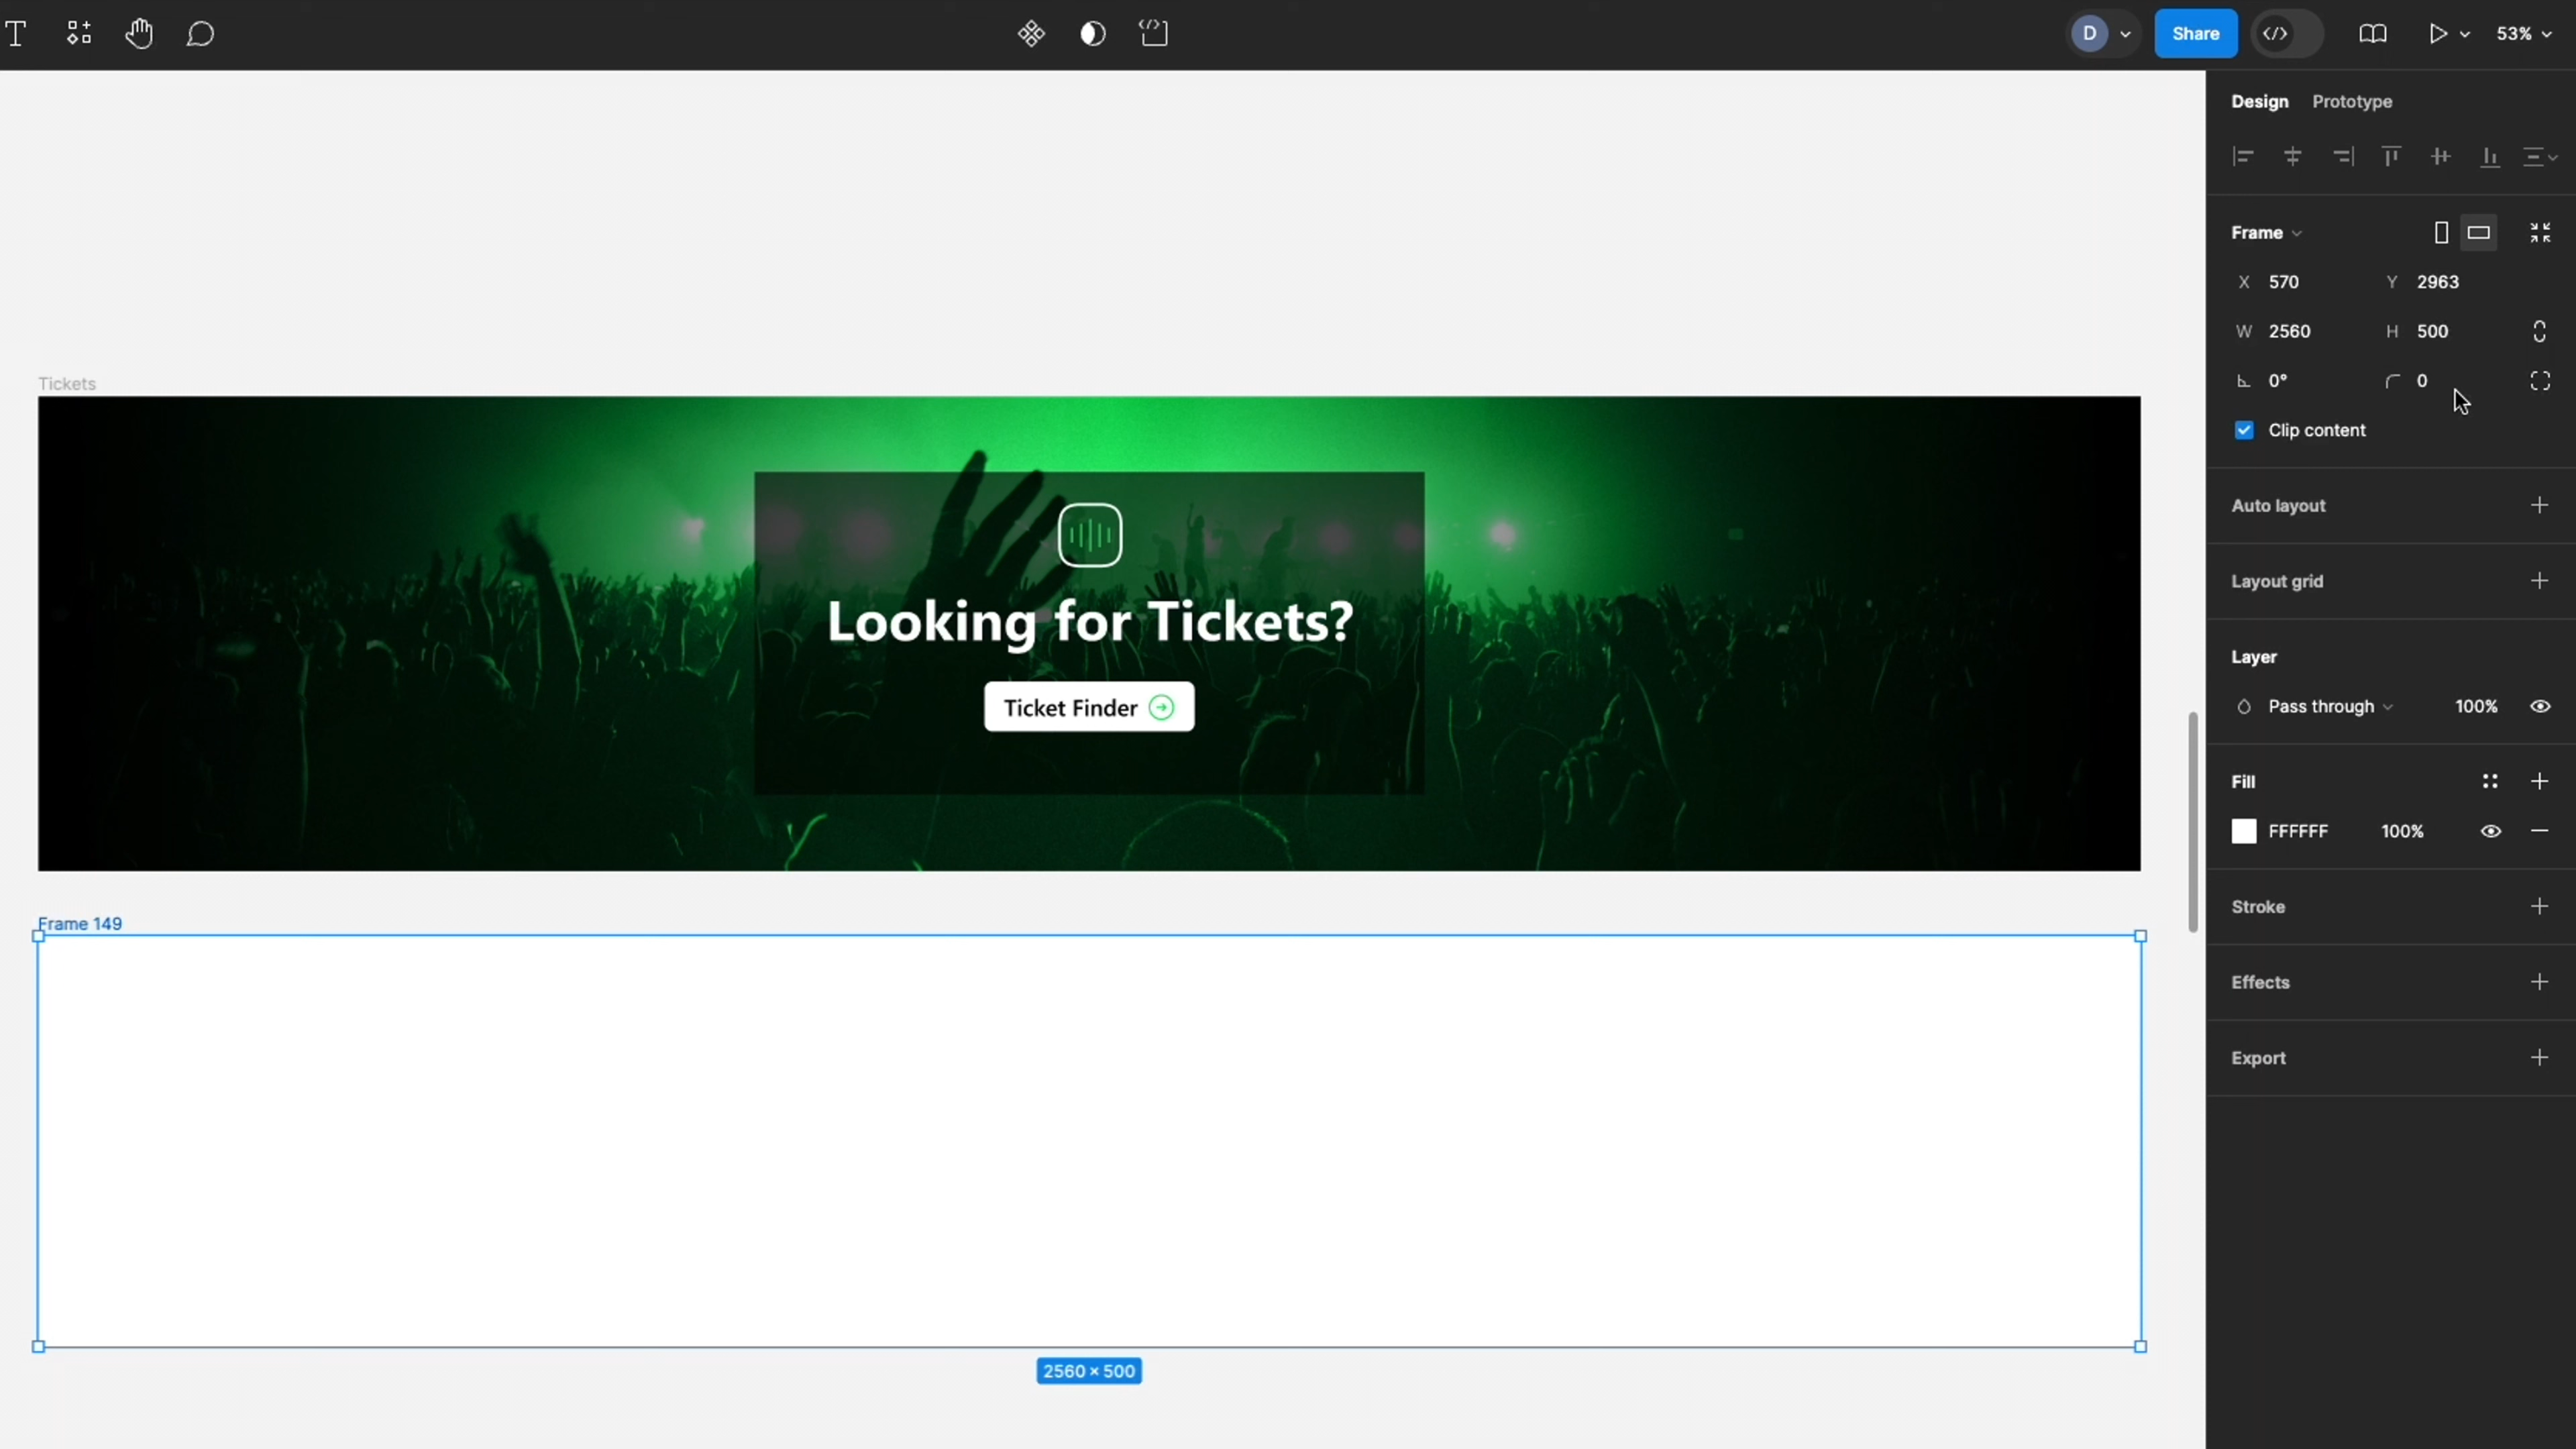 D
Share
53%
Design Prototype
Frame
X 570 Y 2963
W 2560 H 500
0° 0
Clip content
Auto layout
Layout grid
Layer
Pass through 100%
Fill
FFFFFF 100%
Stroke
Effects
Export
Tickets
Looking for Tickets?
Ticket Finder
Frame 149
2560 × 500